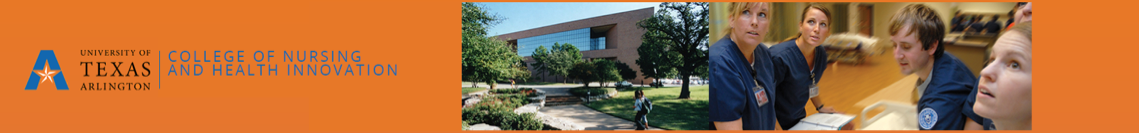 UNIVERSITY OF
TEXAS
ARLINGTON
COLLEGE OF NURSING
AND HEALTH INNOVATION